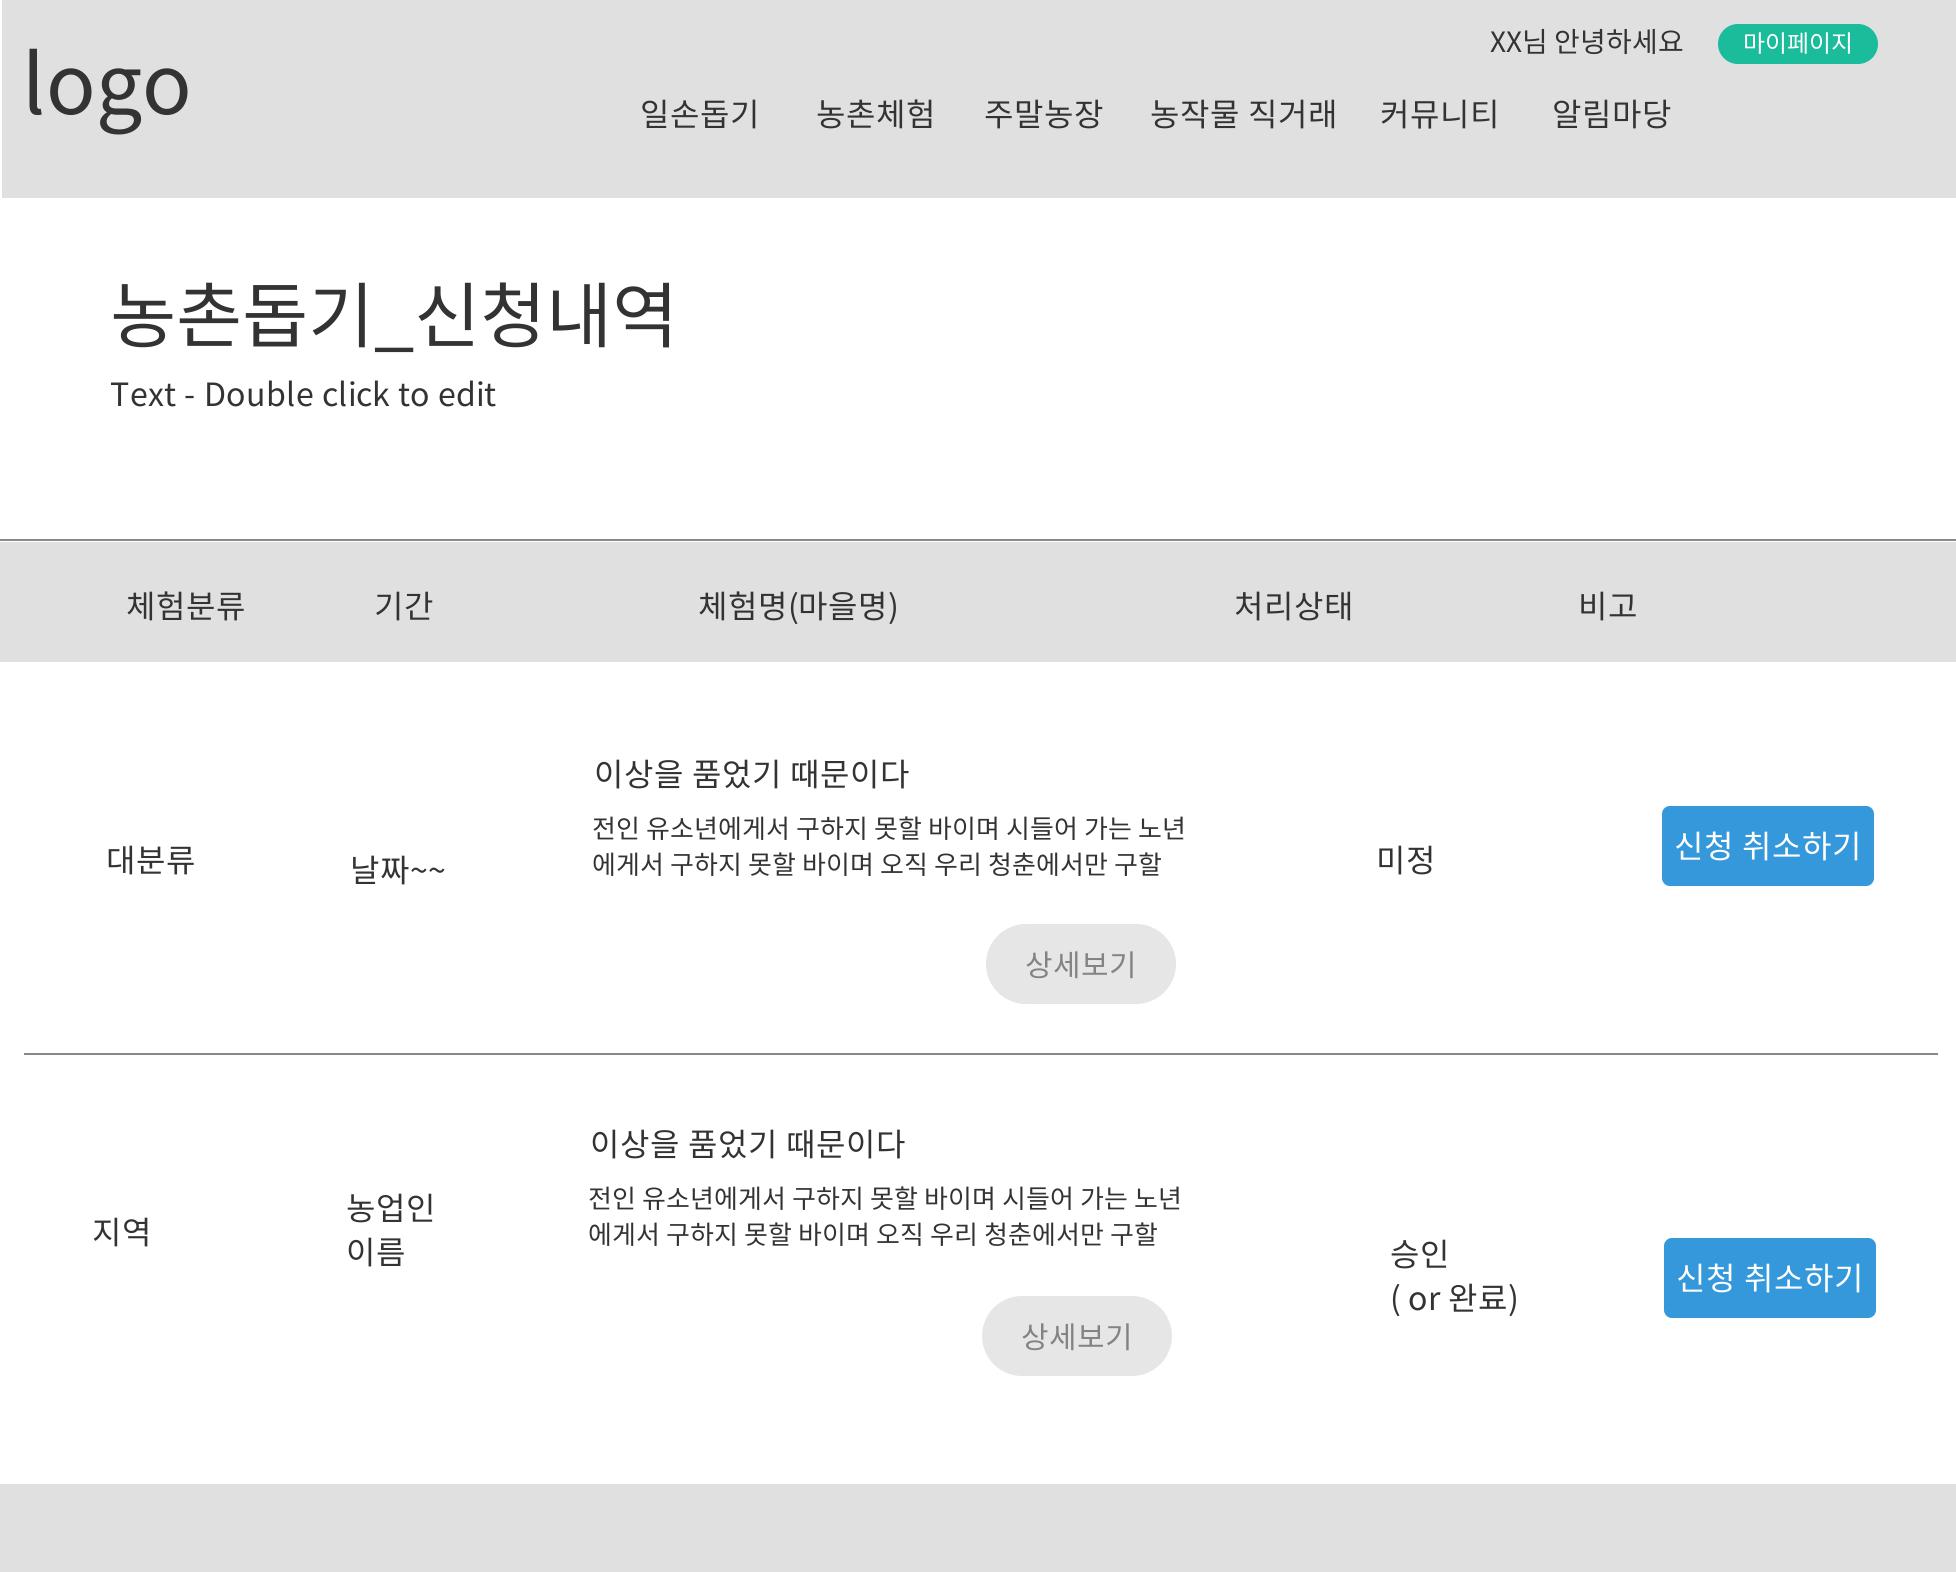 logo
XX님 안녕하세요 마이페이지
일손돕기 농촌체험 주말농장 농작물 직거래 커뮤니티 알림마당
농촌돕기_신청내역
Text - Double click to edit
체험분류 기간 체험명(마을명) 처리상태 비고
이상을 품었기 때문이다
전인 유소년에게서 구하지 못할 바이며 시들어 가는 노년
에게서 구하지 못할 바이며 오직 우리 청춘에서만 구할
대분류 날짜~~ 미정 신청 취소하기
상세보기
이상을 품었기 때문이다
전인 유소년에게서 구하지 못할 바이며 시들어 가는 노년
에게서 구하지 못할 바이며 오직 우리 청춘에서만 구할
지역
농업인
이름
승인
( or 완료)
신청 취소하기
상세보기